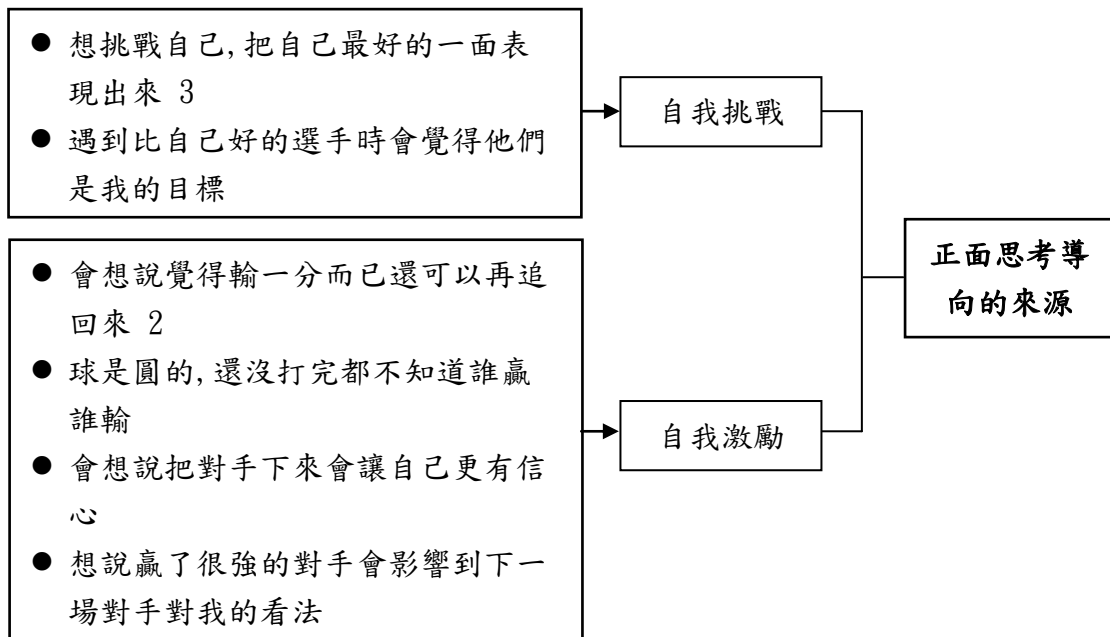 ● 想挑戰自己,把自己最好的一面表
現出來 3
● 遇到比自己好的選手時會覺得他們
是我的目標
自我挑戰
● 會想說覺得輸一分而已還可以再追
回來 2
● 球是圓的,還沒打完都不知道誰贏
誰輸
● 會想說把對手下來會讓自己更有信
心
● 想說贏了很強的對手會影響到下一
場對手對我的看法
自我激勵
正面思考導
向的來源